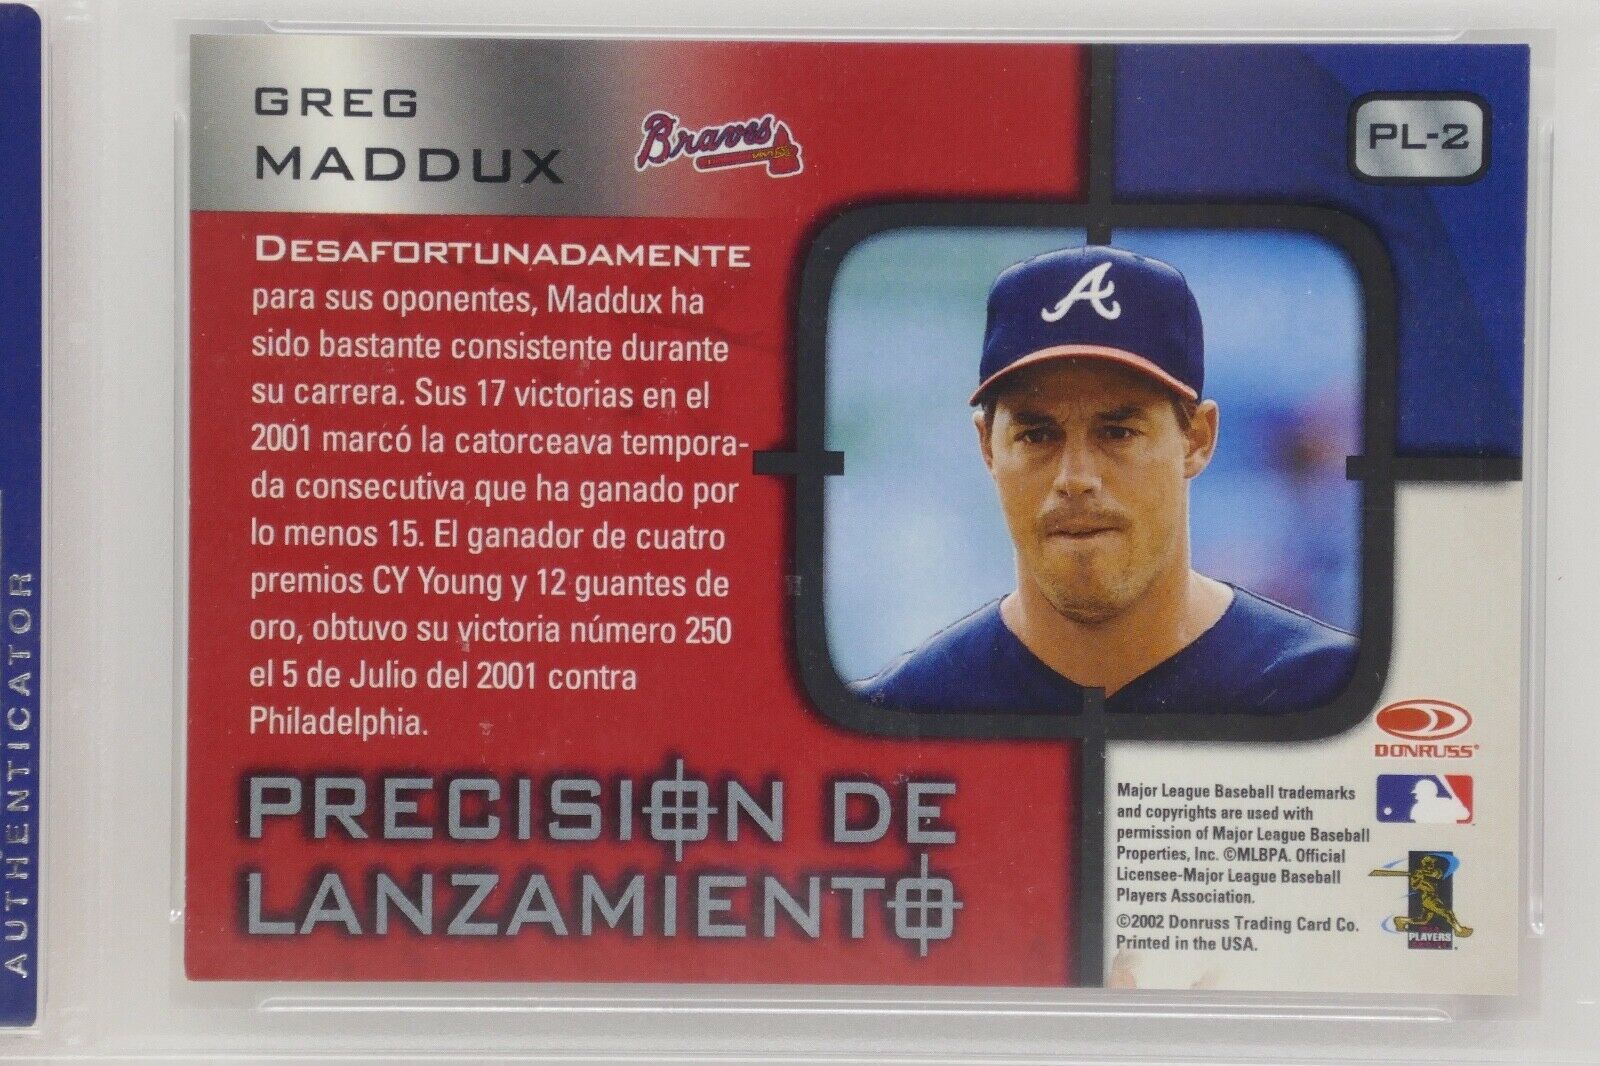 GREG
MADDUX
Braves
PL-2
DESAFORTUNADAMENTE
para sus oponentes, Maddux ha
sido bastante consistente durante
su carrera. Sus 17 victorias en el
2001 marcó la catorceava tempora-
da consecutiva que ha ganado por
lo menos 15. El ganador de cuatro
premios CY Young y 12 guantes de
oro, obtuvo su victoria número 250
el 5 de Julio del 2001 contra
Philadelphia.
PRECISIÓN DE
LANZAMIENTO
A
DONRUSS
Major League Baseball trademarks
and copyrights are used with
permission of Major League Baseball
Properties, Inc. ©MLBPA. Official
Licensee-Major League Baseball
Players Association.
©2002 Donruss Trading Card Co.
Printed in the USA.
PLAYERS
AUTHENTICATOR